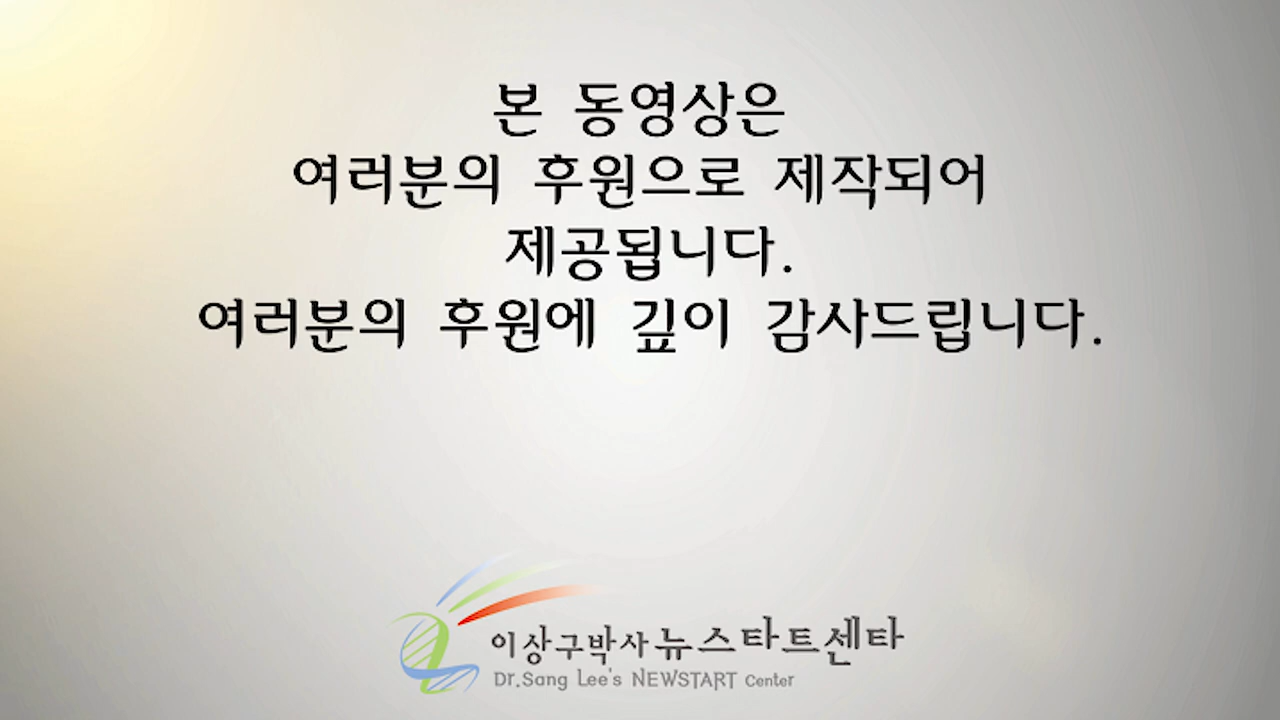 본 동영상은
여러분의 후원으로 제작되어
제공됩니다.
여러분의 후원에 깊이 감사드립니다.
이상구박사 뉴스타트센타
Dr.Sang Lee's NEWSTART Center